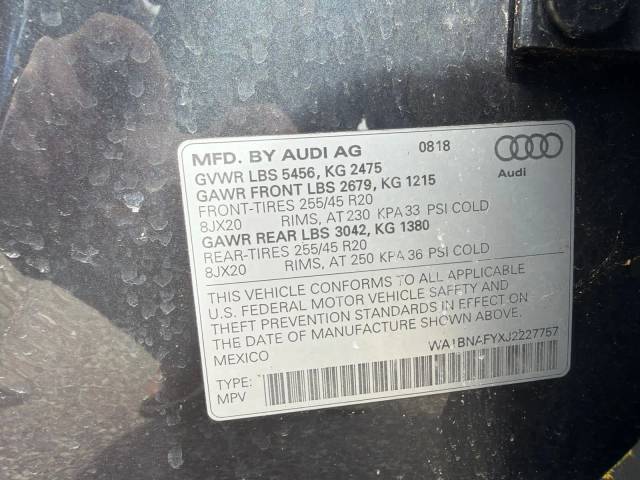 MFD. BY AUDI AG 0818
GVWR LBS 5456, KG 2475
GAWR FRONT LBS 2679, KG 1215
FRONT-TIRES 255/45 R20
8JX20 RIMS, AT 230 KPA 33 PSI COLD
GAWR REAR LBS 3042, KG 1380
REAR-TIRES 255/45 R20
8JX20 RIMS, AT 250 KPA 36 PSI COLD
Audi
THIS VEHICLE CONFORMS TO ALL APPLICABLE
U.S. FEDERAL MOTOR VEHICLE SAFETY AND
THEFT PREVENTION STANDARDS IN EFFECT ON
THE DATE OF MANUFACTURE SHOWN ABOVE.
MEXICO WA1BNAFYXJ2227757
TYPE:
MPV